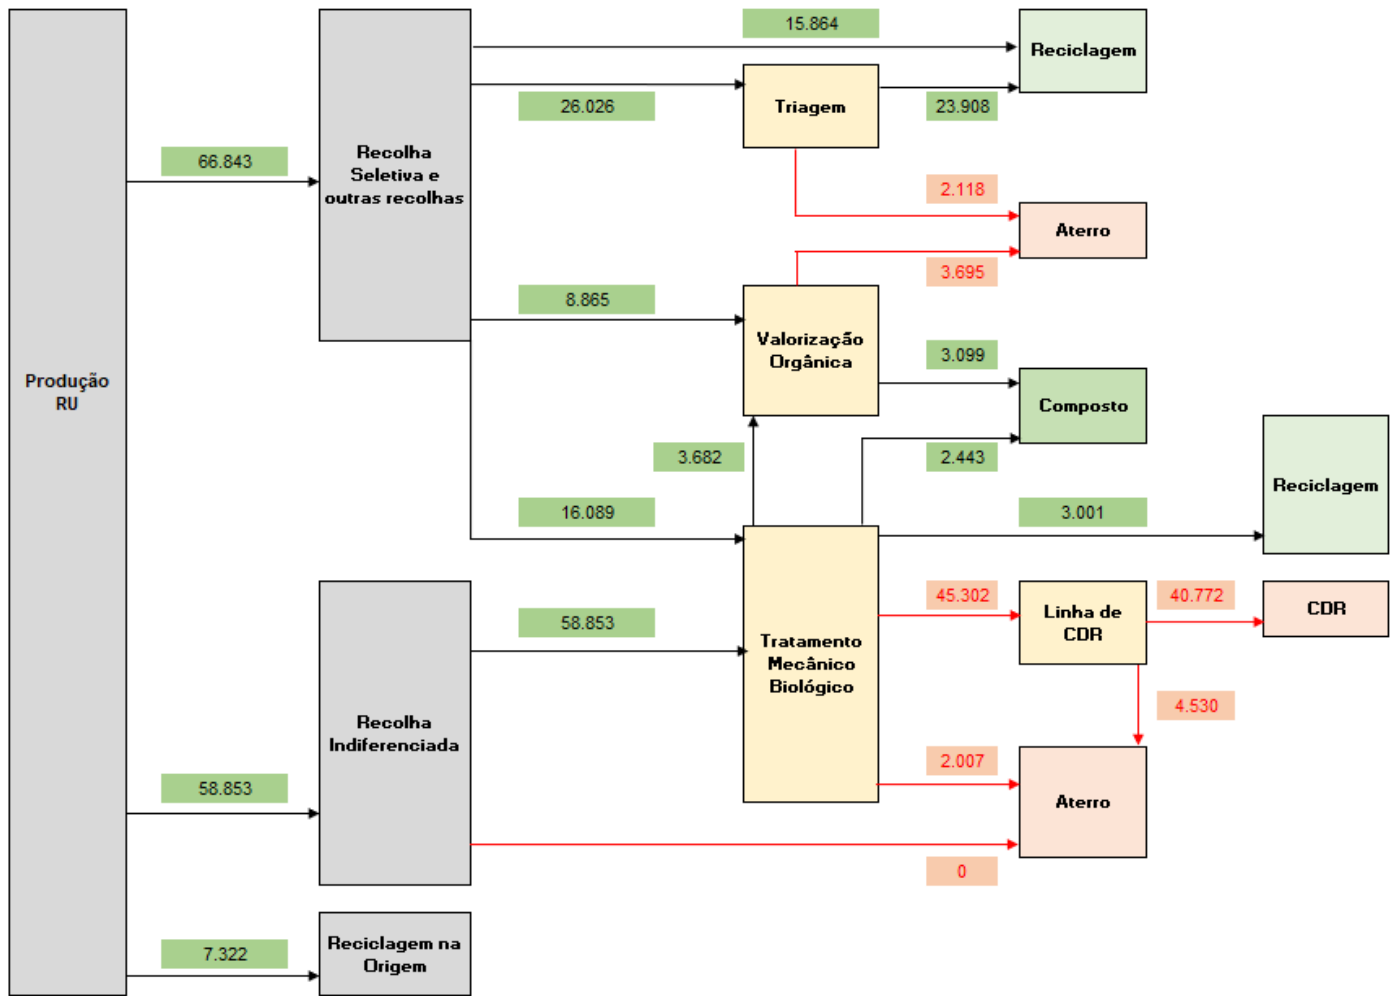 15.864
Reciclagem
26.026
Triagem
23.908
66.843
Recolha
Seletiva e
outras recolhas
2.118
Aterro
3.695
8.865
Valorização
Orgânica
3.099
Composto
Produção
RU
3.682
2.443
Reciclagem
16.089
3.001
58.853
Tratamento
Mecânico
Biológico
45.302
Linha de
CDR
40.772
CDR
4.530
Recolha
Indiferenciada
58.853
2.007
Aterro
0
7.322
Reciclagem na
Origem